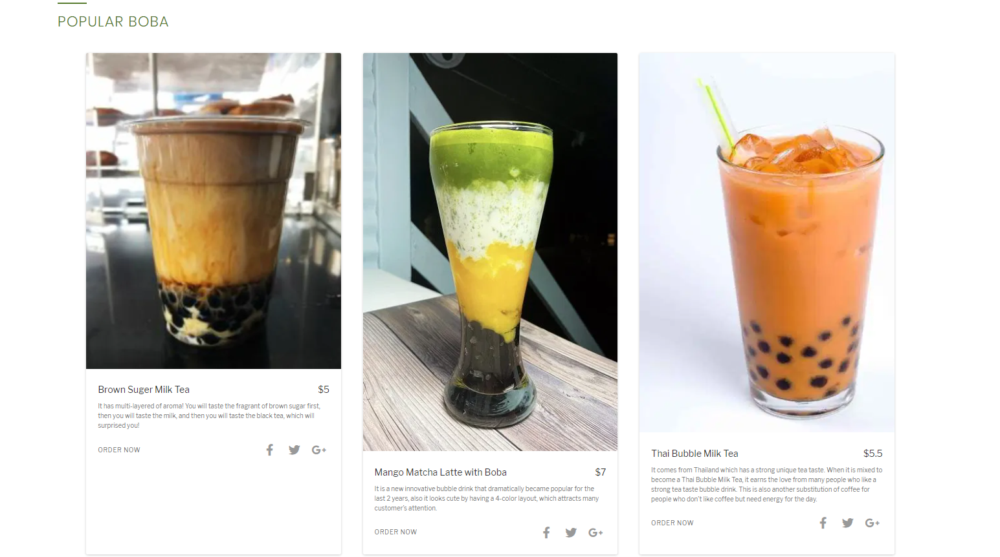 POPULAR BOBA
Brown Suger Milk Tea
$5
It has multi-layered of aroma! You will taste the fragrant of brown sugar first,
then you will taste the milk, and then you will taste the black tea, which will
surprised you!
ORDER NOW
G+
Mango Matcha Latte with Boba
$7
It is a new innovative bubble drink that dramatically became popular for the
last 2 years, also it looks cute by having a 4-color layout, which attracts many
customer's attention.
ORDER NOW
G+
Thai Bubble Milk Tea
$5.5
It comes from Thailand which has a strong unique tea taste. When it is mixed to
become a Thai Bubble Milk Tea, it earns the love from many people who like a
strong tea taste bubble drink. This is also another substitution of coffee for
people who don't like coffee but need energy for the day.
ORDER NOW
G+